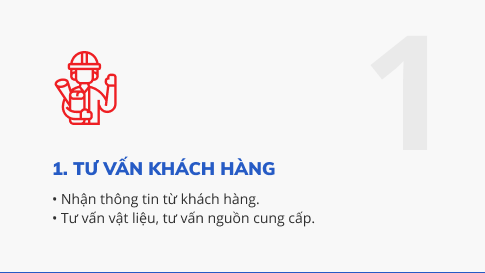 1
1. TƯ VẤN KHÁCH HÀNG
• Nhận thông tin từ khách hàng.
• Tư vấn vật liệu, tư vấn nguồn cung cấp.